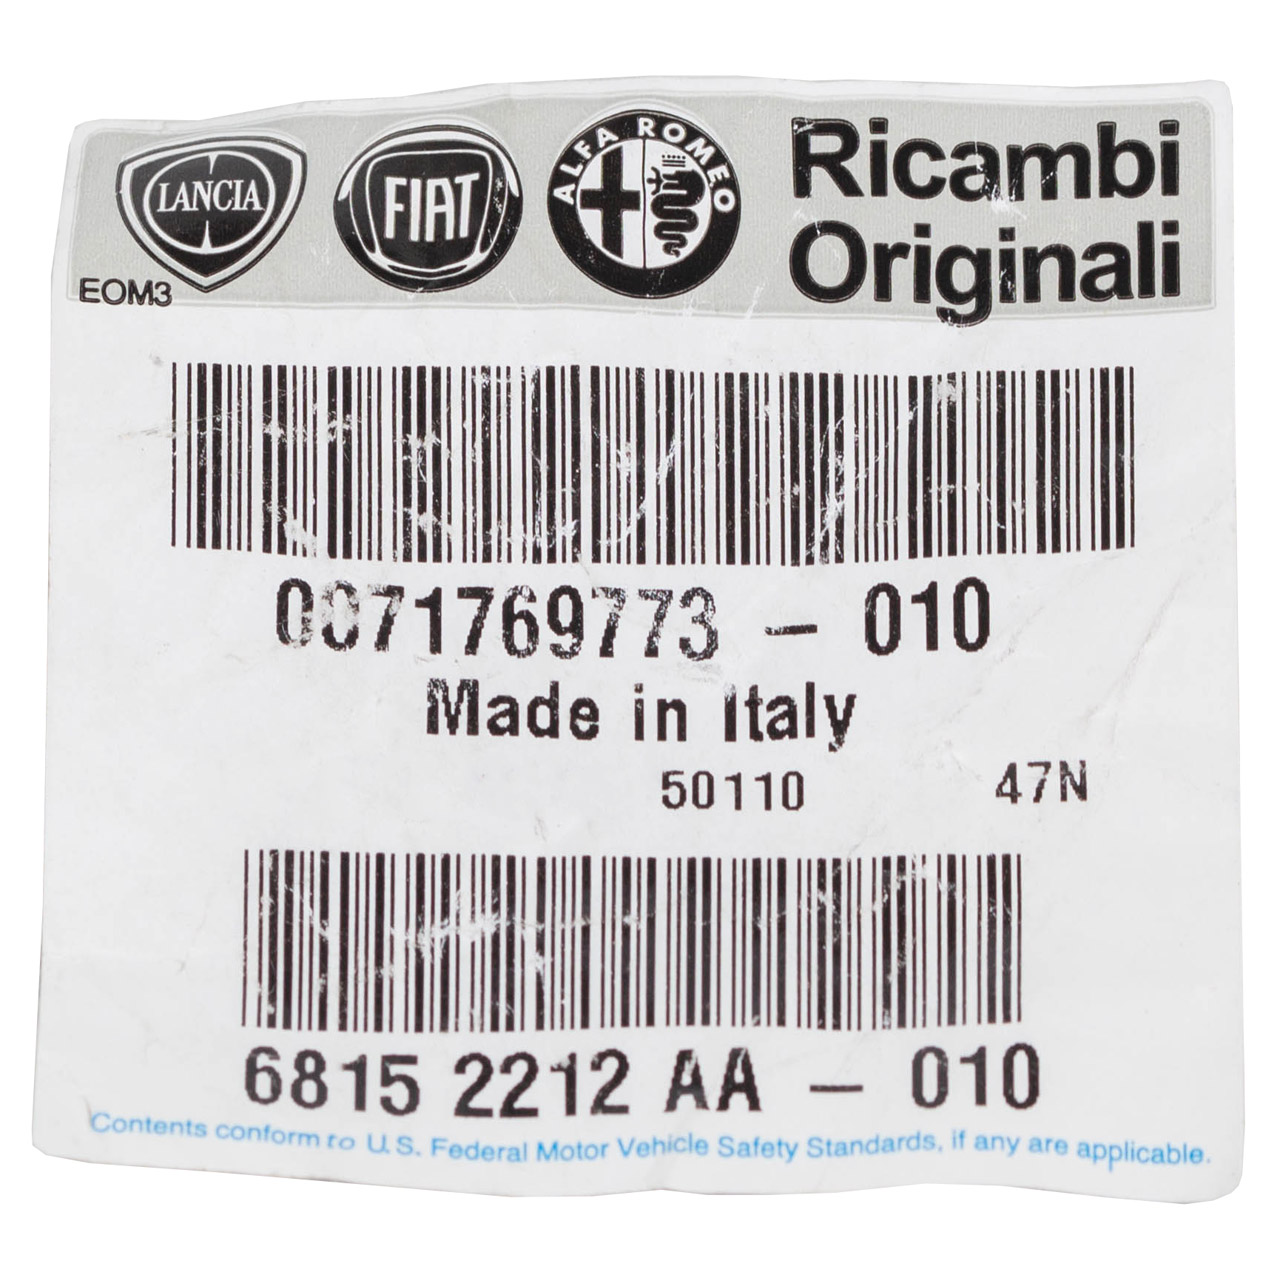 LANCIA
FIAT
ALFA ROMEO
Ricambi
Originali
EOM3
0071769773 – 010
Made in Italy
50110 47N
6815 2212 AA – 010
Contents conform to U.S. Federal Motor Vehicle Safety Standards, if any are applicable.